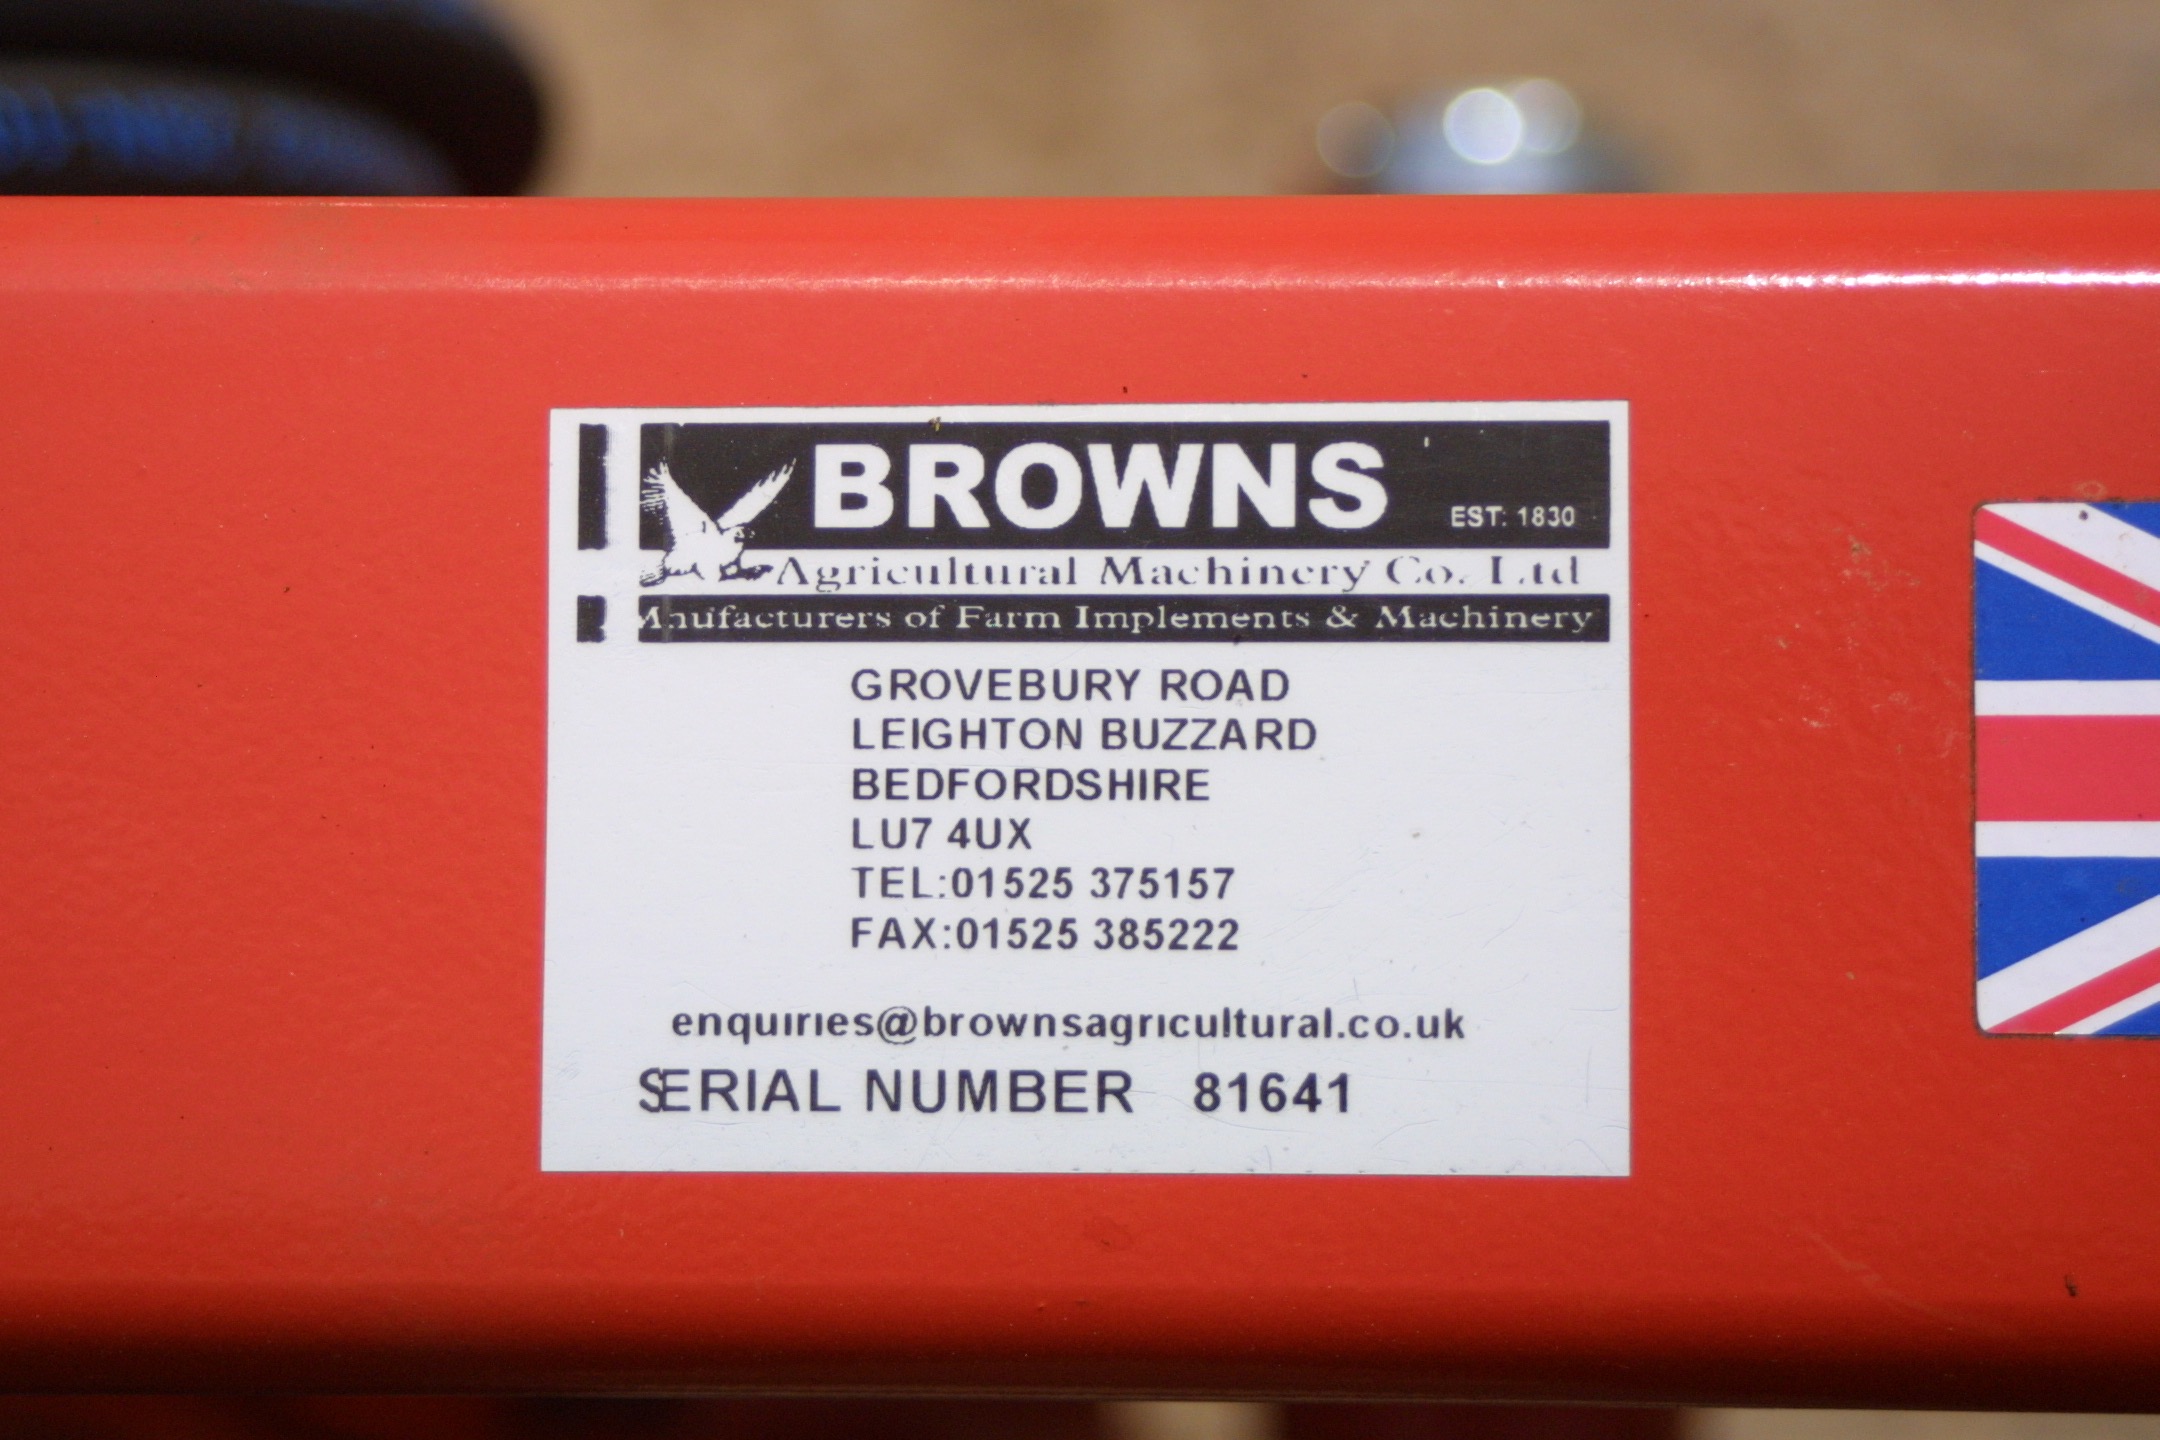 BROWNS
EST: 1830
Agricultural Machinery Co. Ltd
Mnufacturers of Farm Implements & Machinery
GROVEBURY ROAD
LEIGHTON BUZZARD
BEDFORDSHIRE
LU7 4UX
TEL:01525 375157
FAX:01525 385222
enquiries@brownsagricultural.co.uk
SERIAL NUMBER 81641